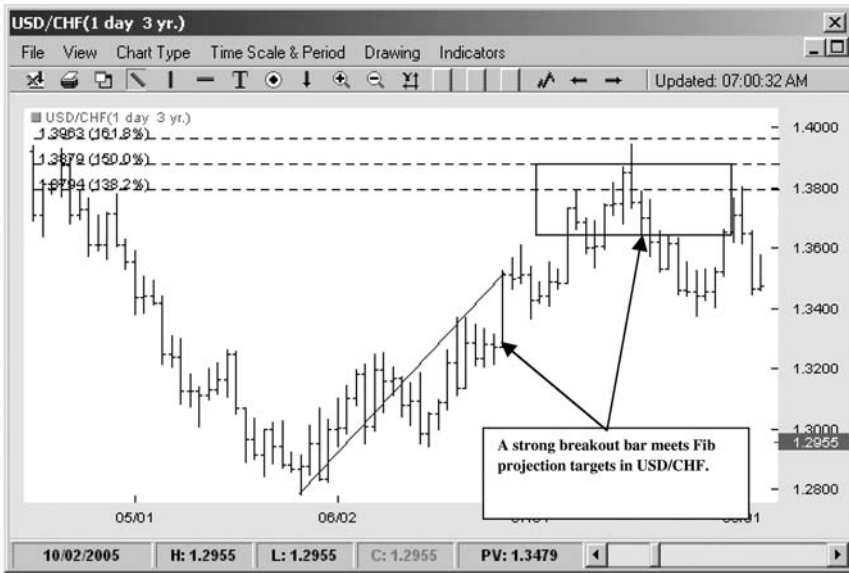 USD/CHF(1 day 3 yr.)
File View Chart Type Time Scale & Period Drawing Indicators
T Updated: 07:00:32 AM
USD/CHF(1 day 3 yr.)
1.3963 (161.8%)
1.3879 (150.0%)
1.3794 (138.2%)
1.4000
1.3800
1.3600
1.3400
1.3200
1.3000
1.2955
1.2800
A strong breakout bar meets Fib
projection targets in USD/CHF.
05/01 06/02
10/02/2005 H: 1.2955 L: 1.2955 C: 1.2955 PV: 1.3479